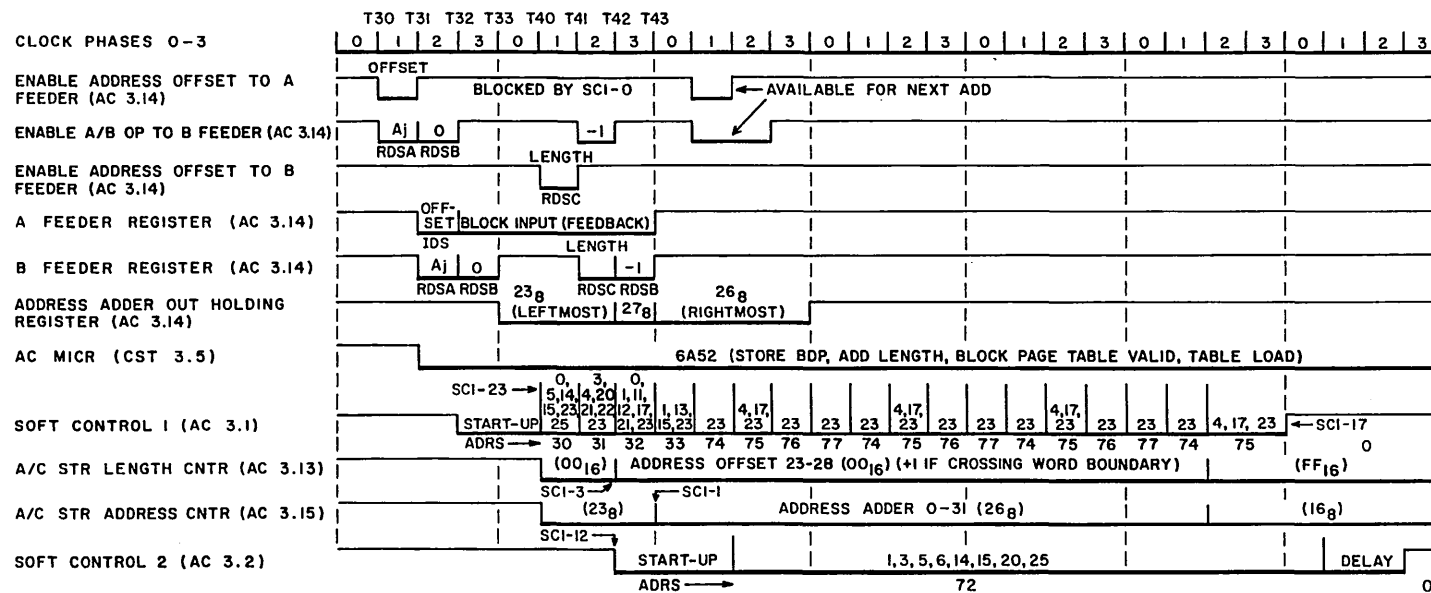 T30 T31 T32 T33 T40 T41 T42 T43
CLOCK PHASES 0-3
0 1 2 3 0 1 2 3 0 1 2 3 0 1 2 3 0 1 2 3 0 1 2 3 0 1 2 3
OFFSET
ENABLE ADDRESS OFFSET TO A
FEEDER (AC 3.14)
BLOCKED BY SCI-0
AVAILABLE FOR NEXT ADD
ENABLE A/B OP TO B FEEDER (AC 3.14)
Aj 0 -1
RDSA RDSB
ENABLE ADDRESS OFFSET TO B
FEEDER (AC 3.14)
LENGTH
RDSC
A FEEDER REGISTER (AC 3.14)
OFF-
SET BLOCK INPUT (FEEDBACK)
IDS
LENGTH
B FEEDER REGISTER (AC 3.14)
Aj 0 -1
RDSA RDSB RDSC RDSB
ADDRESS ADDER OUT HOLDING
REGISTER (AC 3.14)
23₈
(LEFTMOST)
27₈
26₈
(RIGHTMOST)
AC MICR (CST 3.5)
6A52 (STORE BDP, ADD LENGTH, BLOCK PAGE TABLE VALID, TABLE LOAD)
SCI-23
0, 3, 0,
5,14, 4,20 1,11, 1,13, 4,17, 4,17, 4,17,
15,23 21,22 12,17, 15,23
SOFT CONTROL 1 (AC 3.1)
START-UP 25 23 21,23 23 23 23 23 23 23 23 23 23 23 23 23 4,17, 23
SCI-17
ADRS 30 31 32 33 74 75 76 77 74 75 76 77 74 75 76 77 74 75 0
A/C STR LENGTH CNTR (AC 3.13)
(00₁₆)
ADDRESS OFFSET 23-28 (00₁₆) (+1 IF CROSSING WORD BOUNDARY)
(FF₁₆)
SCI-3
SCI-1
A/C STR ADDRESS CNTR (AC 3.15)
(23₈)
ADDRESS ADDER 0-31 (26₈)
(16₈)
SCI-12
SOFT CONTROL 2 (AC 3.2)
START-UP
1,3,5,6,14,15,20,25
DELAY
ADRS
72
0